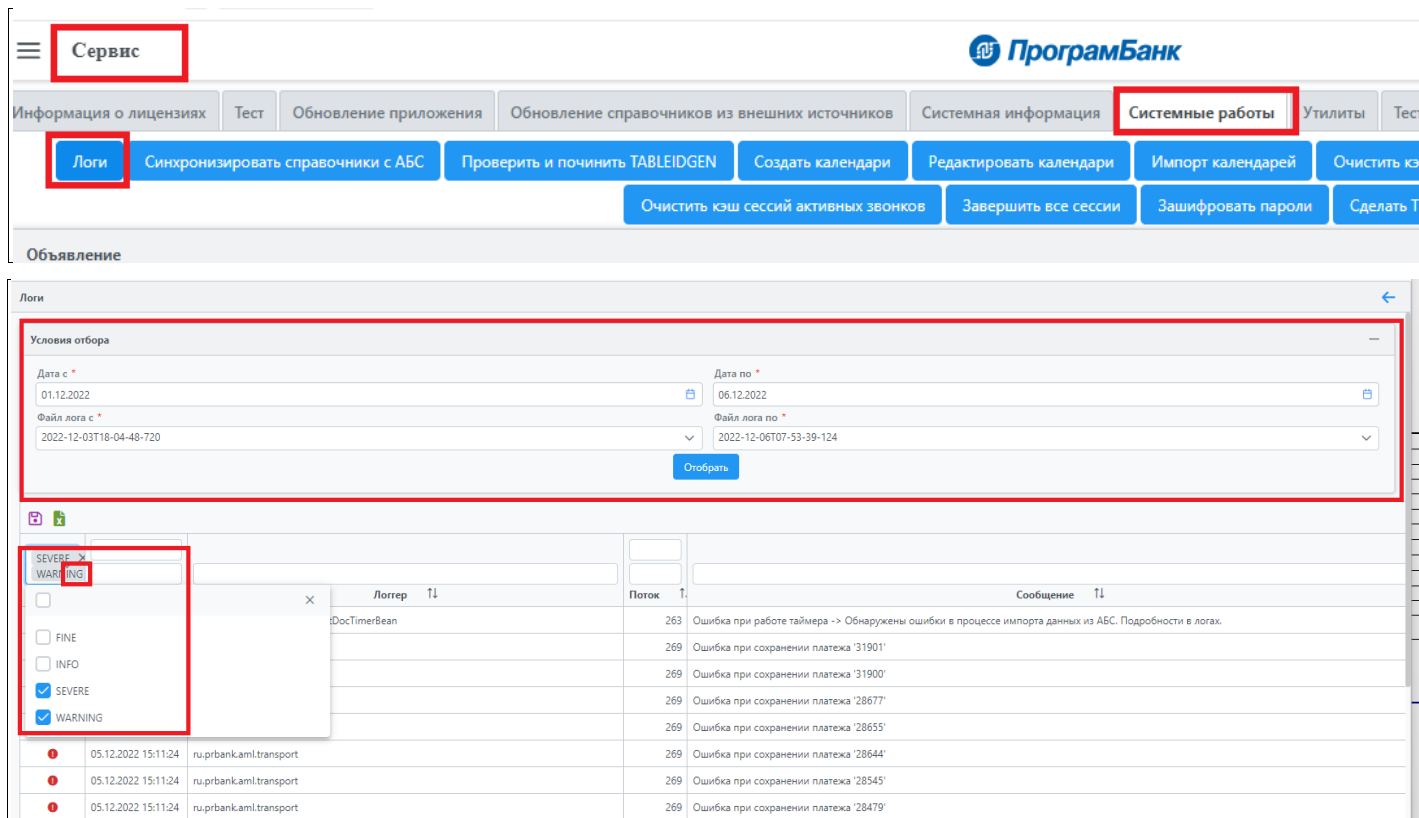 Сервис
ПрограмБанк
Информация о лицензиях Тест Обновление приложения Обновление справочников из внешних источников Системная информация Системные работы Утилиты Тес
Логи Синхронизировать справочники с АБС Проверить и починить TABLEIDGEN Создать календари Редактировать календари Импорт календарей Очистить кэ
Очистить кэш сессий активных звонков Завершить все сессии Зашифровать пароли Сделать Т
Объявление
Логи
Условия отбора
Дата с * Дата по *
01.12.2022 06.12.2022
Файл лога с * Файл лога по *
2022-12-03T18-04-48-720 2022-12-06T07-53-39-124
Отобрать
SEVERE
WARNING
Логгер Поток Сообщение
DocTimerBean 263 Ошибка при работе таймера -> Обнаружены ошибки в процессе импорта данных из АБС. Подробности в логах.
FINE 269 Ошибка при сохранении платежа '31901'
INFO 269 Ошибка при сохранении платежа '31900'
SEVERE 269 Ошибка при сохранении платежа '28677'
WARNING 269 Ошибка при сохранении платежа '28655'
05.12.2022 15:11:24 ru.prbank.aml.transport 269 Ошибка при сохранении платежа '28644'
05.12.2022 15:11:24 ru.prbank.aml.transport 269 Ошибка при сохранении платежа '28545'
05.12.2022 15:11:24 ru.prbank.aml.transport 269 Ошибка при сохранении платежа '28479'